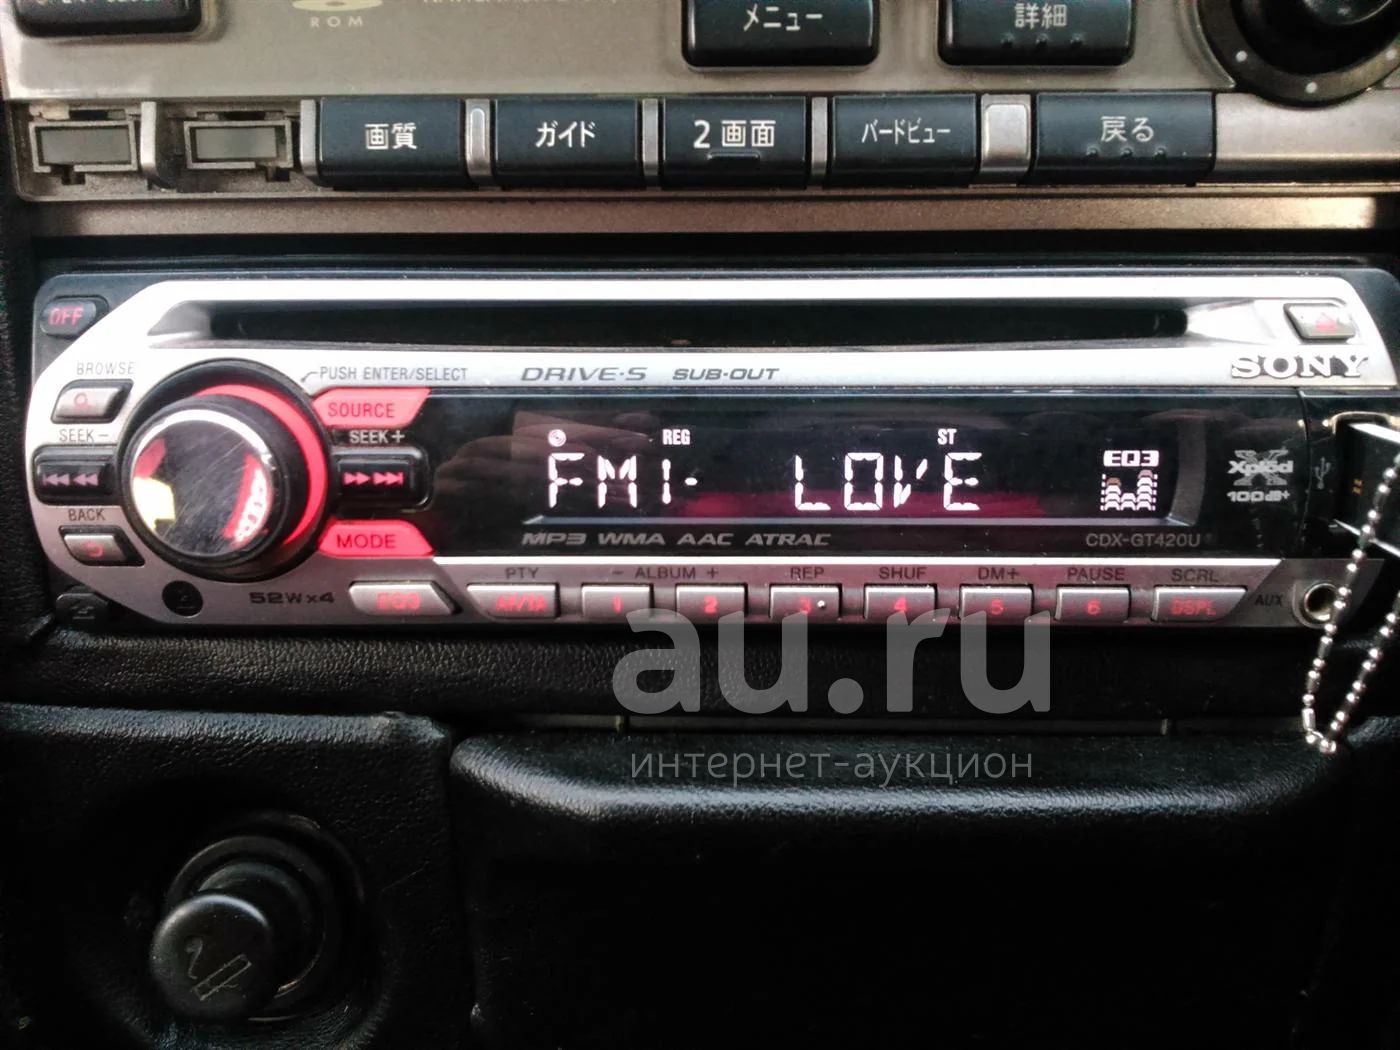 ROM
メニュー
詳細
画質
ガイド
2画面
バードビュー
戻る
OFF
BROWSE
PUSH ENTER/SELECT
DRIVE·S SUB·OUT
SONY
SOURCE
SEEK –
SEEK +
REG
ST
FM1- LOVE
EQ3
Xplōd
100dB+
BACK
MODE
MP3 WMA AAC ATRAC
CDX-GT420U
PTY
– ALBUM +
REP
SHUF
DM+
PAUSE
SCRL
52W×4
EQ3
AF/TA
1
2
3
4
5
6
DSPL
AUX
au.ru
интернет-аукцион